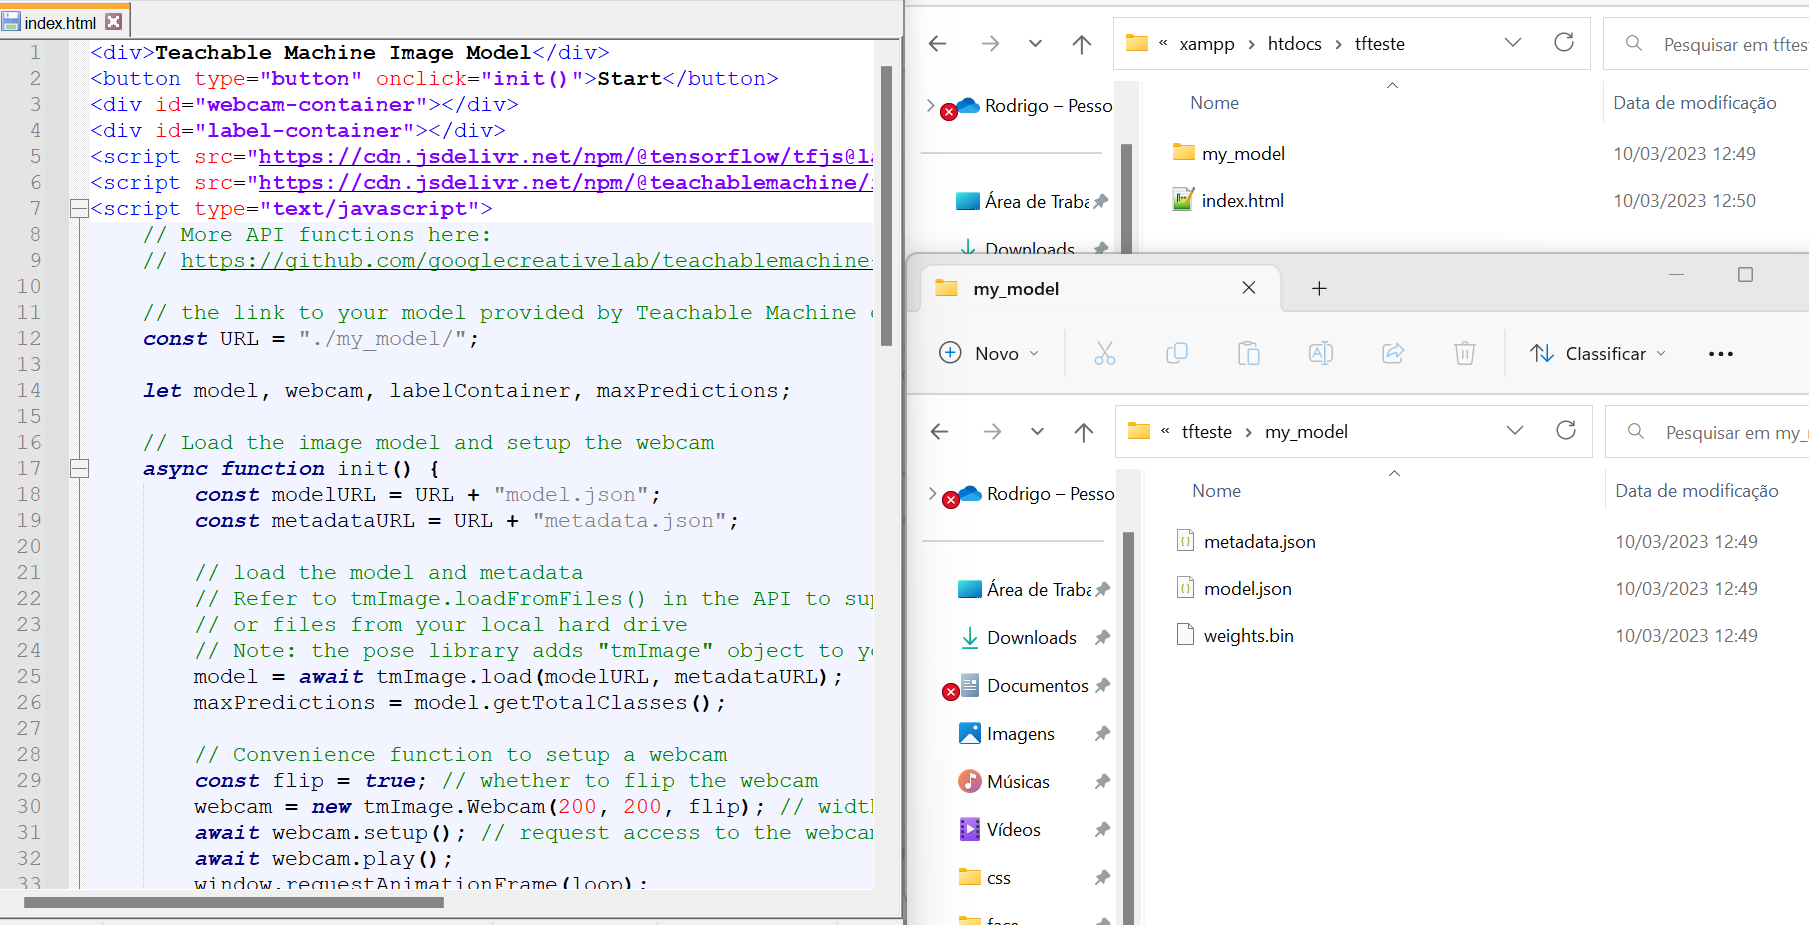 index.html
1 <div>Teachable Machine Image Model</div>
2 <button type="button" onclick="init()">Start</button>
3 <div id="webcam-container"></div>
4 <div id="label-container"></div>
5 <script src="https://cdn.jsdelivr.net/npm/@tensorflow/tfjs@la
6 <script src="https://cdn.jsdelivr.net/npm/@teachablemachine/i
7 <script type="text/javascript">
8 // More API functions here:
9 // https://github.com/googlecreativelab/teachablemachine-
10
11 // the link to your model provided by Teachable Machine e
12 const URL = "./my_model/";
13
14 let model, webcam, labelContainer, maxPredictions;
15
16 // Load the image model and setup the webcam
17 async function init() {
18 const modelURL = URL + "model.json";
19 const metadataURL = URL + "metadata.json";
20
21 // load the model and metadata
22 // Refer to tmImage.loadFromFiles() in the API to sup
23 // or files from your local hard drive
24 // Note: the pose library adds "tmImage" object to yo
25 model = await tmImage.load(modelURL, metadataURL);
26 maxPredictions = model.getTotalClasses();
27
28 // Convenience function to setup a webcam
29 const flip = true; // whether to flip the webcam
30 webcam = new tmImage.Webcam(200, 200, flip); // width
31 await webcam.setup(); // request access to the webcam
32 await webcam.play();
33 window.requestAnimationFrame(loop);
« xampp › htdocs › tfteste
Pesquisar em tftes
Rodrigo – Pesso
Área de Traba
Downloads
Nome Data de modificação
my_model 10/03/2023 12:49
index.html 10/03/2023 12:50
my_model
Novo
Classificar
« tfteste › my_model
Pesquisar em my_
Rodrigo – Pesso
Área de Traba
Downloads
Documentos
Imagens
Músicas
Vídeos
css
face
Nome Data de modificação
metadata.json 10/03/2023 12:49
model.json 10/03/2023 12:49
weights.bin 10/03/2023 12:49